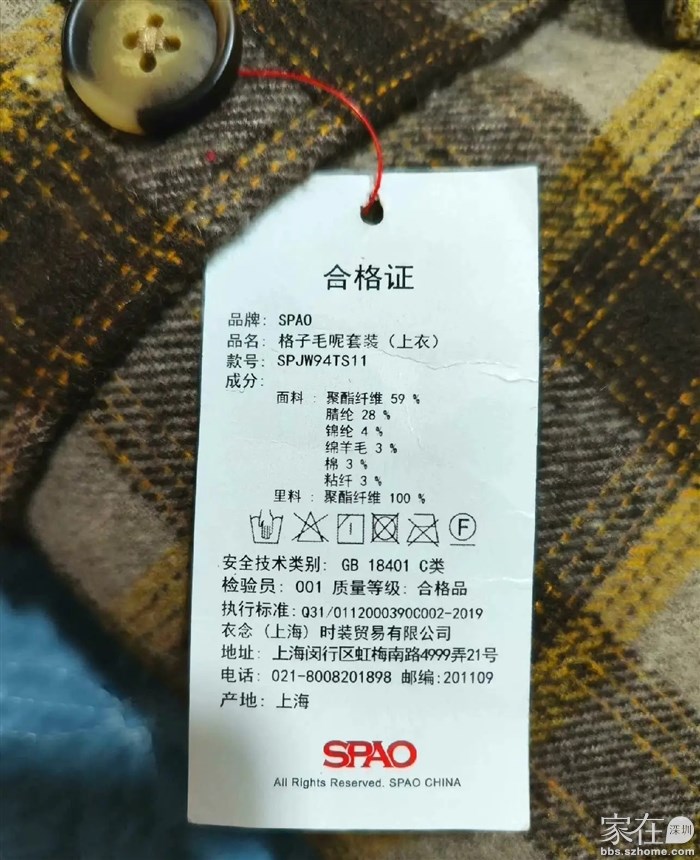 合格证
品牌: SPAO
品名: 格子毛呢套装(上衣)
款号: SPJW94TS11
成分:
面料 : 聚酯纤维 59 %
腈纶 28 %
锦纶 4 %
绵羊毛 3 %
棉 3 %
粘纤 3 %
里料 : 聚酯纤维 100 %
F
安全技术类别: GB 18401 C类
检验员: 001 质量等级: 合格品
执行标准: Q31/0112000390C002-2019
衣念(上海)时装贸易有限公司
地址: 上海闵行区虹梅南路4999弄21号
电话: 021-8008201898 邮编:201109
产地: 上海
SPAO
All Rights Reserved. SPAO CHINA
家在深圳
bbs.szhome.com